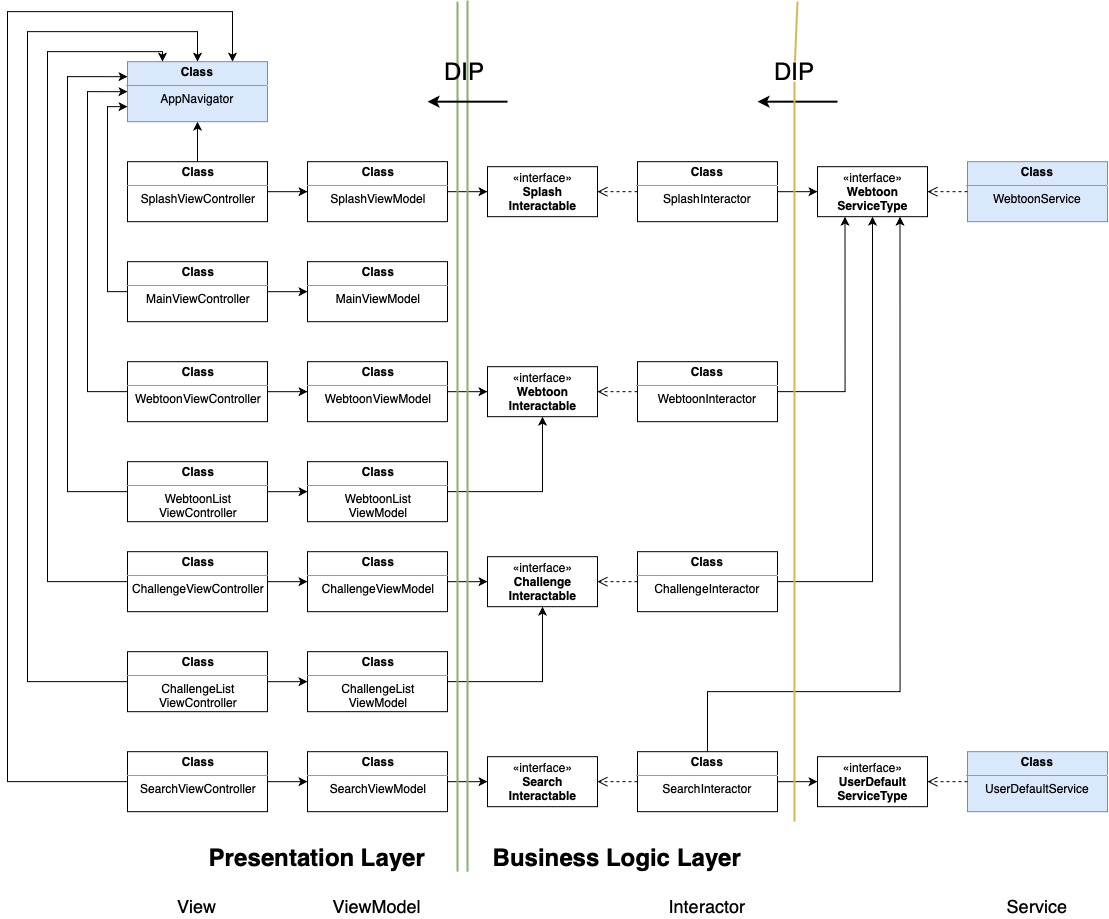 Class
AppNavigator
DIP
DIP
Class
SplashViewController
Class
SplashViewModel
«interface»
Splash
Interactable
Class
SplashInteractor
«interface»
Webtoon
ServiceType
Class
WebtoonService
Class
MainViewController
Class
MainViewModel
Class
WebtoonViewController
Class
WebtoonViewModel
«interface»
Webtoon
Interactable
Class
WebtoonInteractor
Class
WebtoonList
ViewController
Class
WebtoonList
ViewModel
Class
ChallengeViewController
Class
ChallengeViewModel
«interface»
Challenge
Interactable
Class
ChallengeInteractor
Class
ChallengeList
ViewController
Class
ChallengeList
ViewModel
Class
SearchViewController
Class
SearchViewModel
«interface»
Search
Interactable
Class
SearchInteractor
«interface»
UserDefault
ServiceType
Class
UserDefaultService
Presentation Layer
Business Logic Layer
View
ViewModel
Interactor
Service